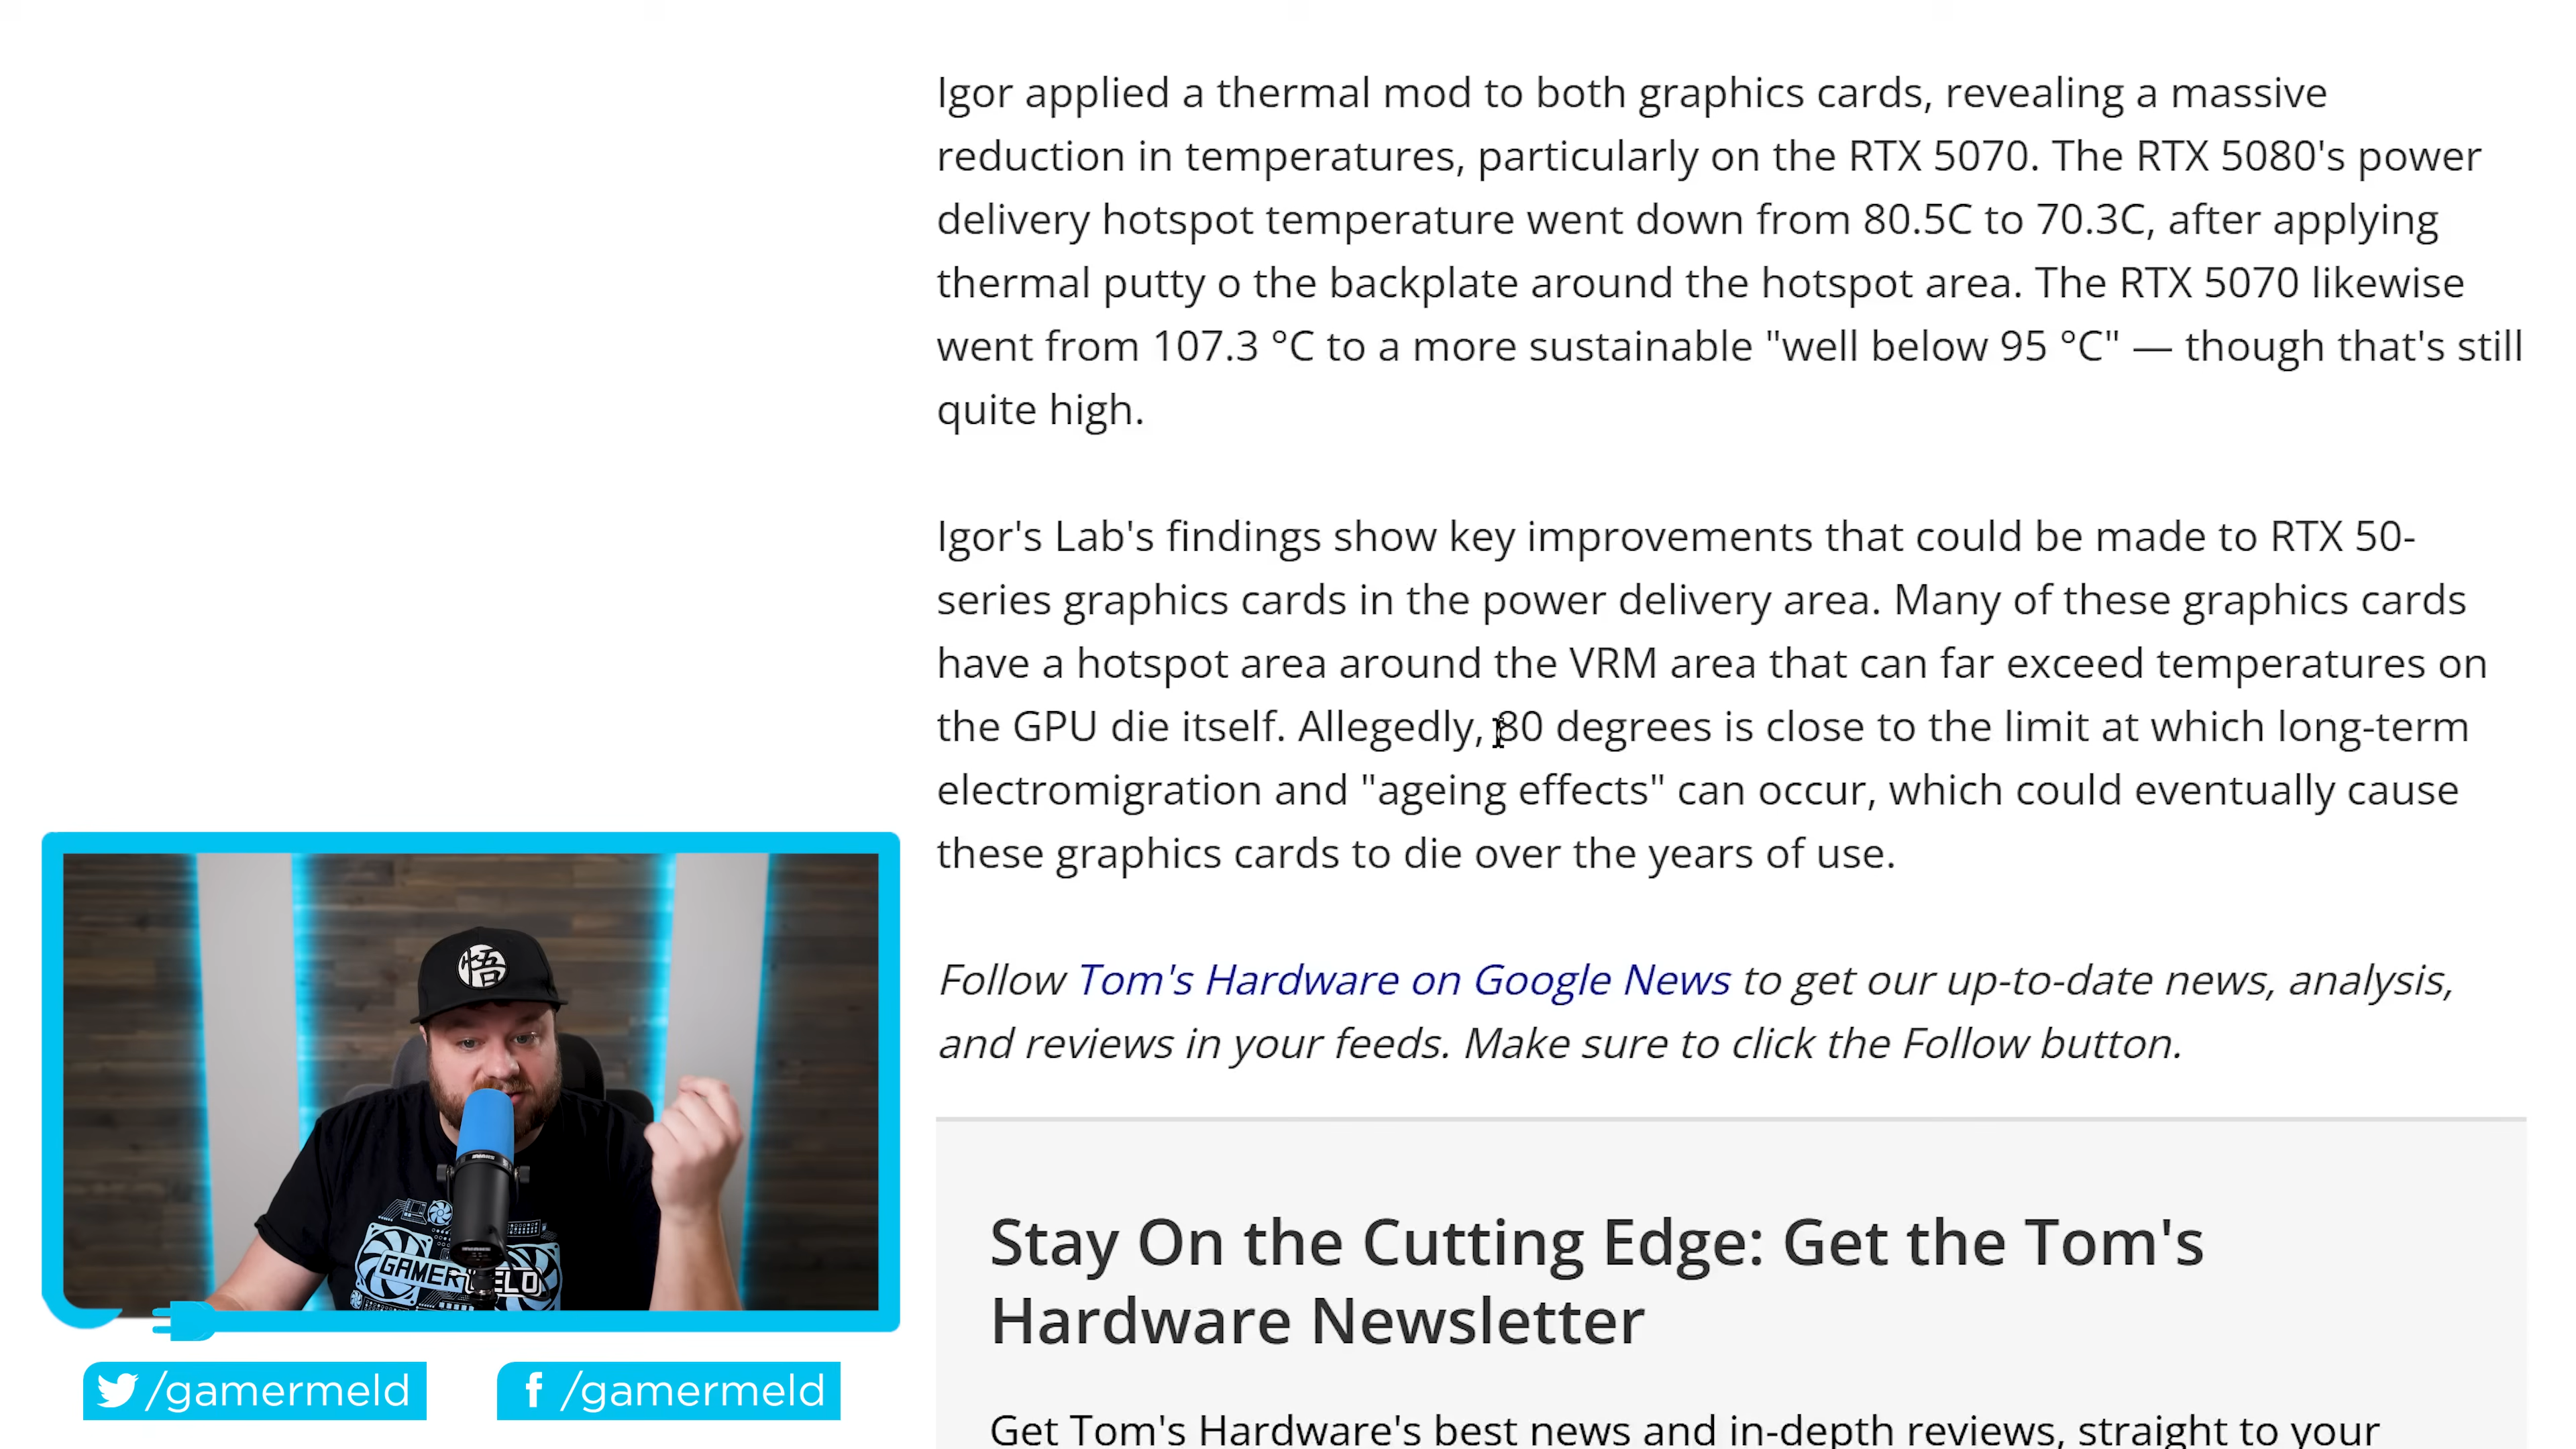 Igor applied a thermal mod to both graphics cards, revealing a massive
reduction in temperatures, particularly on the RTX 5070. The RTX 5080's power
delivery hotspot temperature went down from 80.5C to 70.3C, after applying
thermal putty o the backplate around the hotspot area. The RTX 5070 likewise
went from 107.3 °C to a more sustainable "well below 95 °C" — though that's still
quite high.
Igor's Lab's findings show key improvements that could be made to RTX 50-
series graphics cards in the power delivery area. Many of these graphics cards
have a hotspot area around the VRM area that can far exceed temperatures on
the GPU die itself. Allegedly, 80 degrees is close to the limit at which long-term
electromigration and "ageing effects" can occur, which could eventually cause
these graphics cards to die over the years of use.
Follow Tom's Hardware on Google News to get our up-to-date news, analysis,
and reviews in your feeds. Make sure to click the Follow button.
Stay On the Cutting Edge: Get the Tom's
Hardware Newsletter
Get Tom's Hardware's best news and in-depth reviews, straight to your
悟
/gamermeld
f /gamermeld